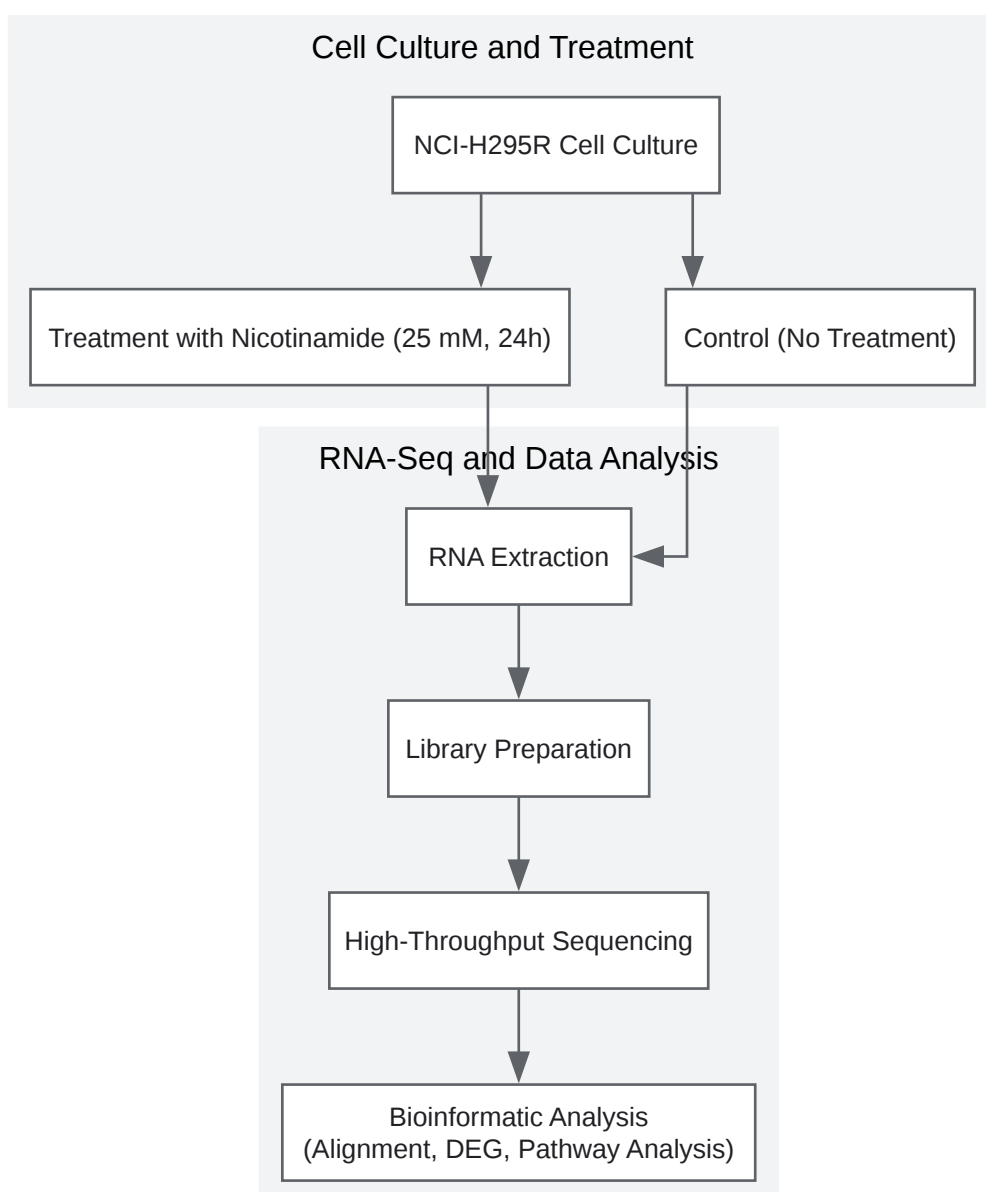 Cell Culture and Treatment
NCI-H295R Cell Culture
Treatment with Nicotinamide (25 mM, 24h)
Control (No Treatment)
RNA-Seq and Data Analysis
RNA Extraction
Library Preparation
High-Throughput Sequencing
Bioinformatic Analysis
(Alignment, DEG, Pathway Analysis)